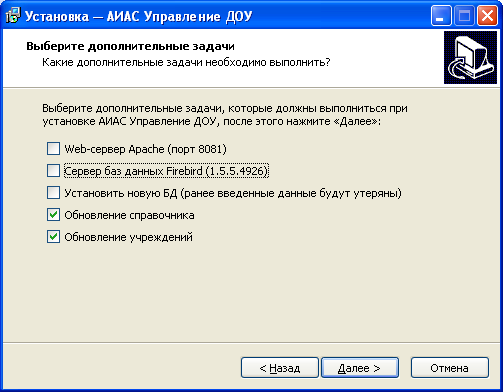 Установка — АИАС Управление ДОУ
Выберите дополнительные задачи
Какие дополнительные задачи необходимо выполнить?
Выберите дополнительные задачи, которые должны выполниться при
установке АИАС Управление ДОУ, после этого нажмите «Далее»:
Web-сервер Apache (порт 8081)
Сервер баз данных Firebird (1.5.5.4926)
Установить новую БД (ранее введенные данные будут утеряны)
Обновление справочника
Обновление учреждений
< Назад
Далее >
Отмена